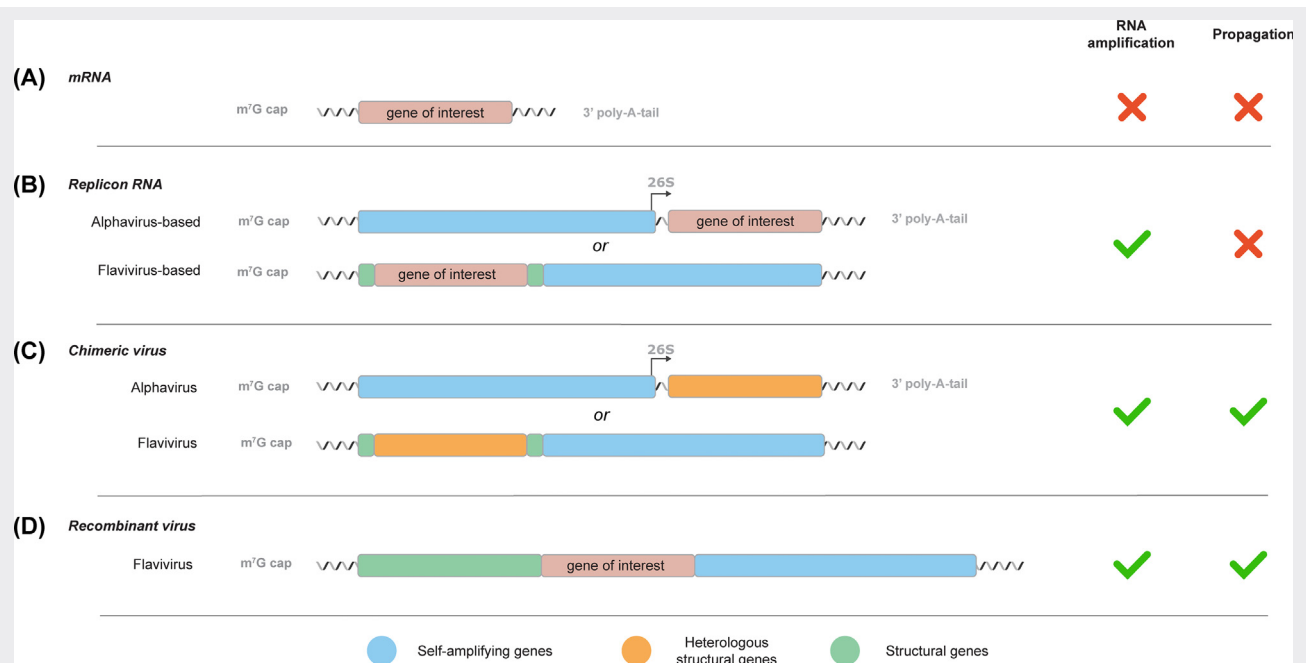 RNA
amplification
Propagation
(A) mRNA
m⁷G cap gene of interest 3' poly-A-tail
(B) Replicon RNA
26S
Alphavirus-based m⁷G cap gene of interest 3' poly-A-tail
or
Flavivirus-based m⁷G cap gene of interest
(C) Chimeric virus
26S
Alphavirus m⁷G cap 3' poly-A-tail
or
Flavivirus m⁷G cap
(D) Recombinant virus
Flavivirus m⁷G cap gene of interest
Self-amplifying genes
Heterologous
structural genes
Structural genes